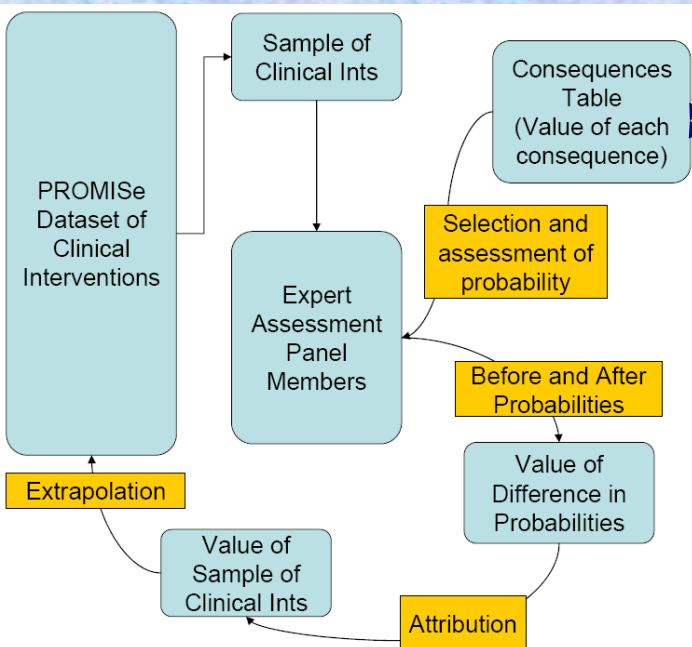 Sample of
Clinical Ints
Consequences
Table
(Value of each
consequence)
PROMISe
Dataset of
Clinical
Interventions
Selection and
assessment of
probability
Expert
Assessment
Panel
Members
Before and After
Probabilities
Value of
Difference in
Probabilities
Extrapolation
Value of
Sample of
Clinical Ints
Attribution